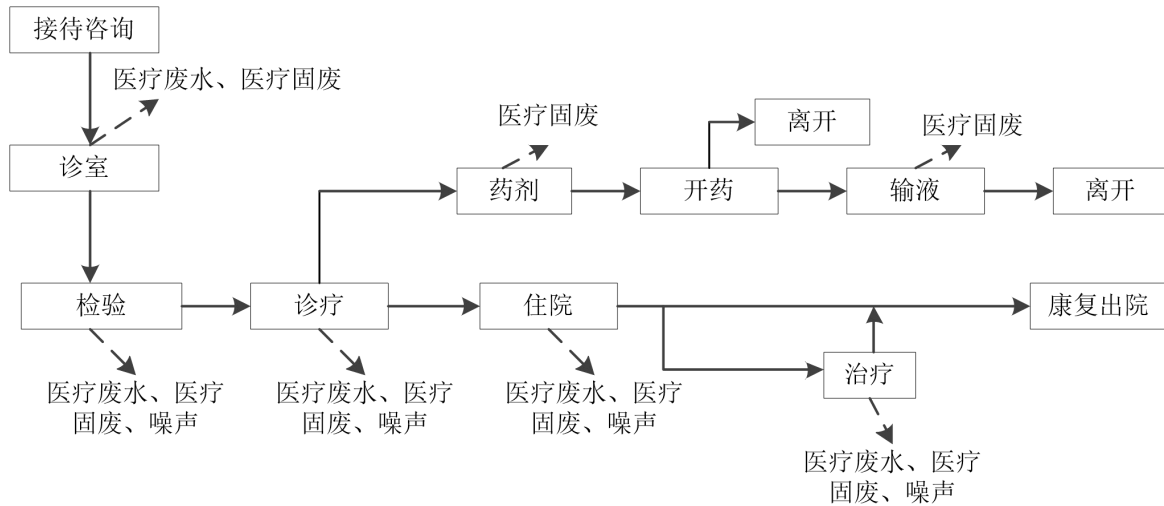 接待咨询
医疗废水、医疗固废
诊室
医疗固废
离开
医疗固废
药剂
开药
输液
离开
检验
诊疗
住院
康复出院
医疗废水、医疗
固废、噪声
医疗废水、医疗
固废、噪声
医疗废水、医疗
固废、噪声
治疗
医疗废水、医疗
固废、噪声